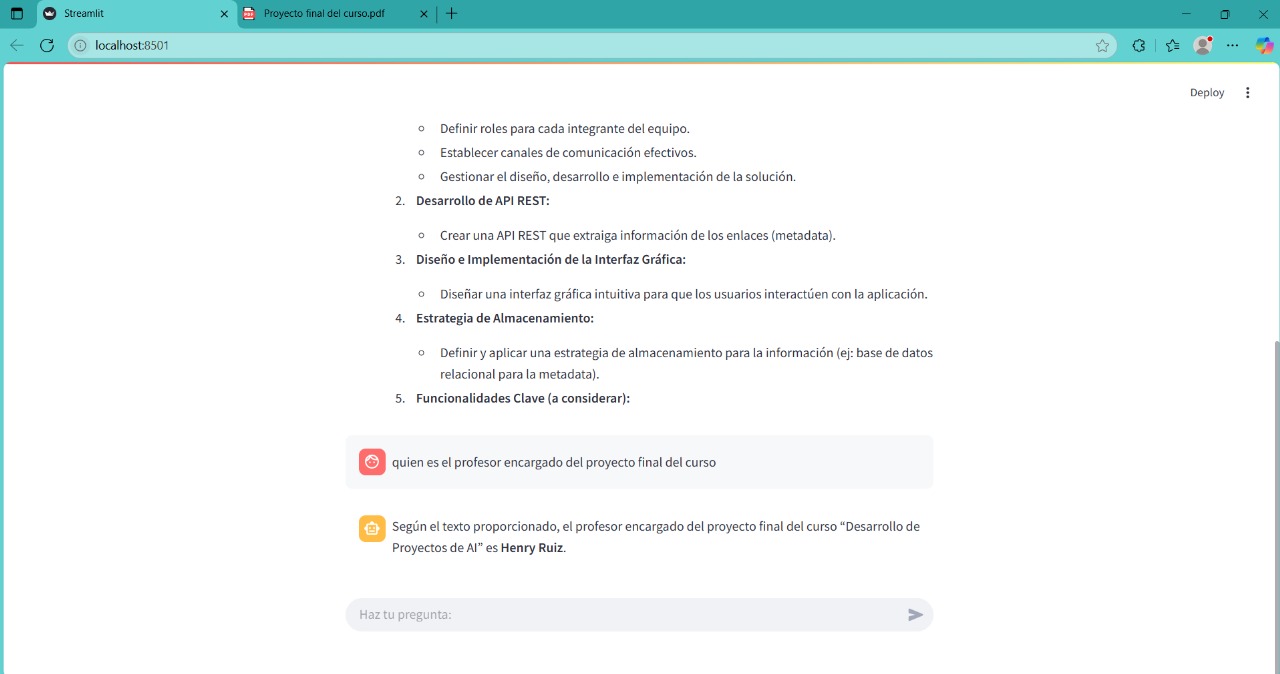 Streamlit
Proyecto final del curso.pdf
localhost:8501
Deploy
Definir roles para cada integrante del equipo.
Establecer canales de comunicación efectivos.
Gestionar el diseño, desarrollo e implementación de la solución.
2. Desarrollo de API REST:
Crear una API REST que extraiga información de los enlaces (metadata).
3. Diseño e Implementación de la Interfaz Gráfica:
Diseñar una interfaz gráfica intuitiva para que los usuarios interactúen con la aplicación.
4. Estrategia de Almacenamiento:
Definir y aplicar una estrategia de almacenamiento para la información (ej: base de datos
relacional para la metadata).
5. Funcionalidades Clave (a considerar):
quien es el profesor encargado del proyecto final del curso
Según el texto proporcionado, el profesor encargado del proyecto final del curso “Desarrollo de
Proyectos de AI” es Henry Ruiz.
Haz tu pregunta: